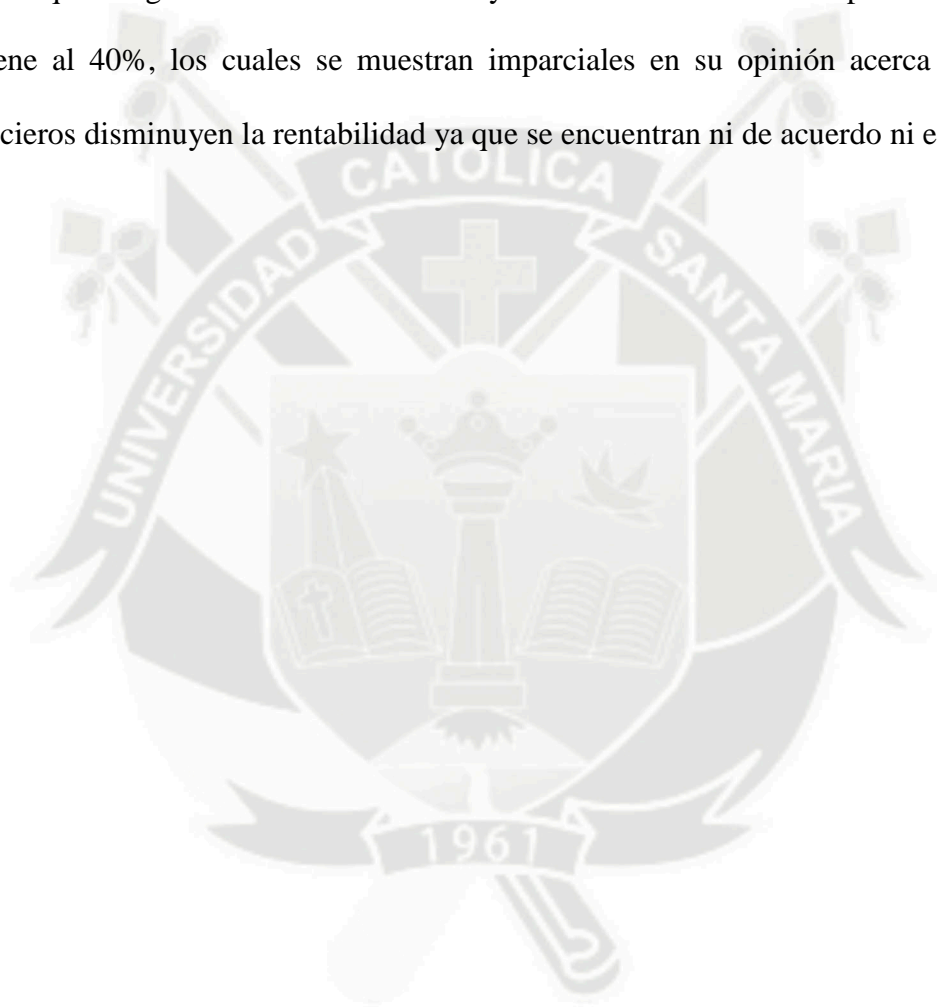 ene al 40%, los cuales se muestran imparciales en su opinión acerca
cieros disminuyen la rentabilidad ya que se encuentran ni de acuerdo ni e
UNIVERSIDAD CATOLICA SANTA MARIA
1961